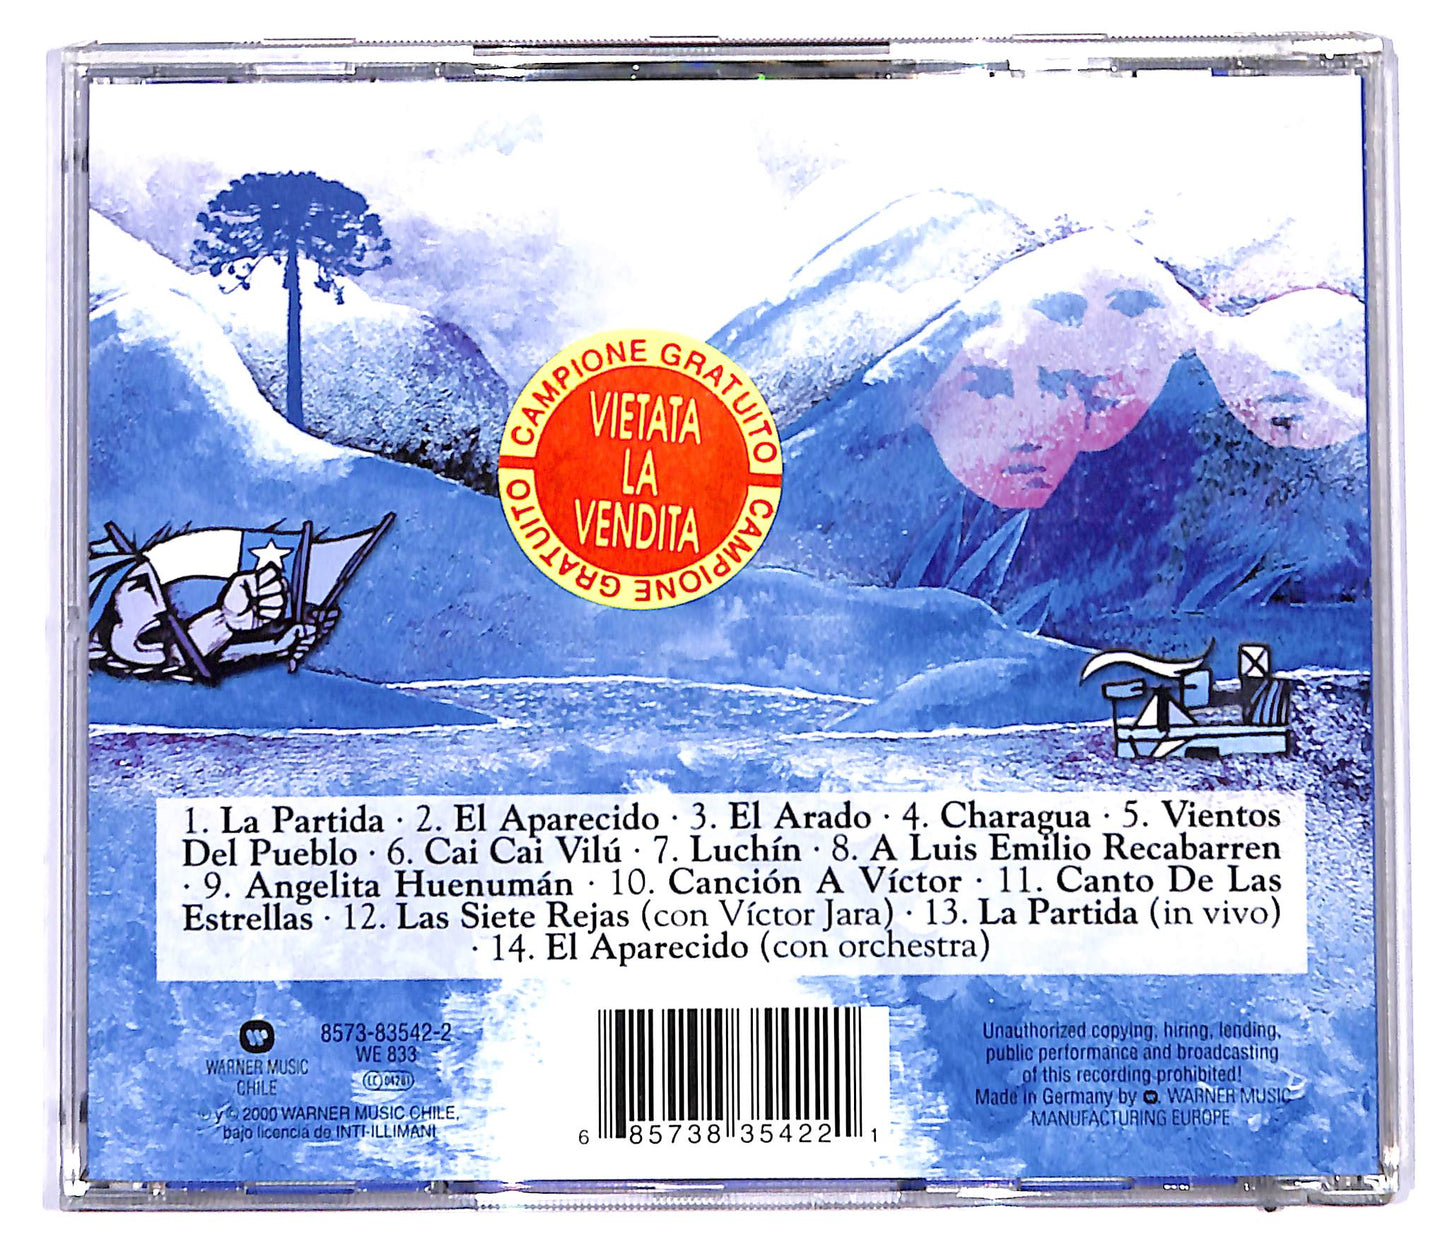 CAMPIONE GRATUITO
VIETATA
LA
VENDITA
CAMPIONE GRATUITO
1. La Partida · 2. El Aparecido · 3. El Arado · 4. Charagua · 5. Vientos
Del Pueblo · 6. Cai Cai Vilú · 7. Luchín · 8. A Luis Emilio Recabarren
· 9. Angelita Huenumán · 10. Canción A Víctor · 11. Canto De Las
Estrellas · 12. Las Siete Rejas (con Víctor Jara) · 13. La Partida (in vivo)
· 14. El Aparecido (con orchestra)
WARNER MUSIC
CHILE
8573-83542-2
WE 833
LC 04281
℗ y © 2000 WARNER MUSIC CHILE,
bajo licencia de INTI-ILLIMANI
6 85738 35422 1
Unauthorized copying, hiring, lending,
public performance and broadcasting
of this recording prohibited!
Made in Germany by WARNER MUSIC
MANUFACTURING EUROPE